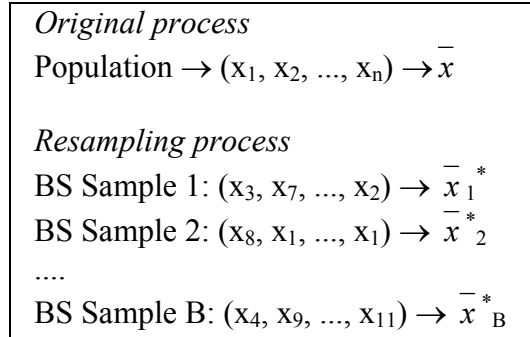 Original process
Population → (x₁, x₂, ..., xₙ) → x̄
Resampling process
BS Sample 1: (x₃, x₇, ..., x₂) → x̄₁*
BS Sample 2: (x₈, x₁, ..., x₁) → x̄*₂
....
BS Sample B: (x₄, x₉, ..., x₁₁) → x̄*_B